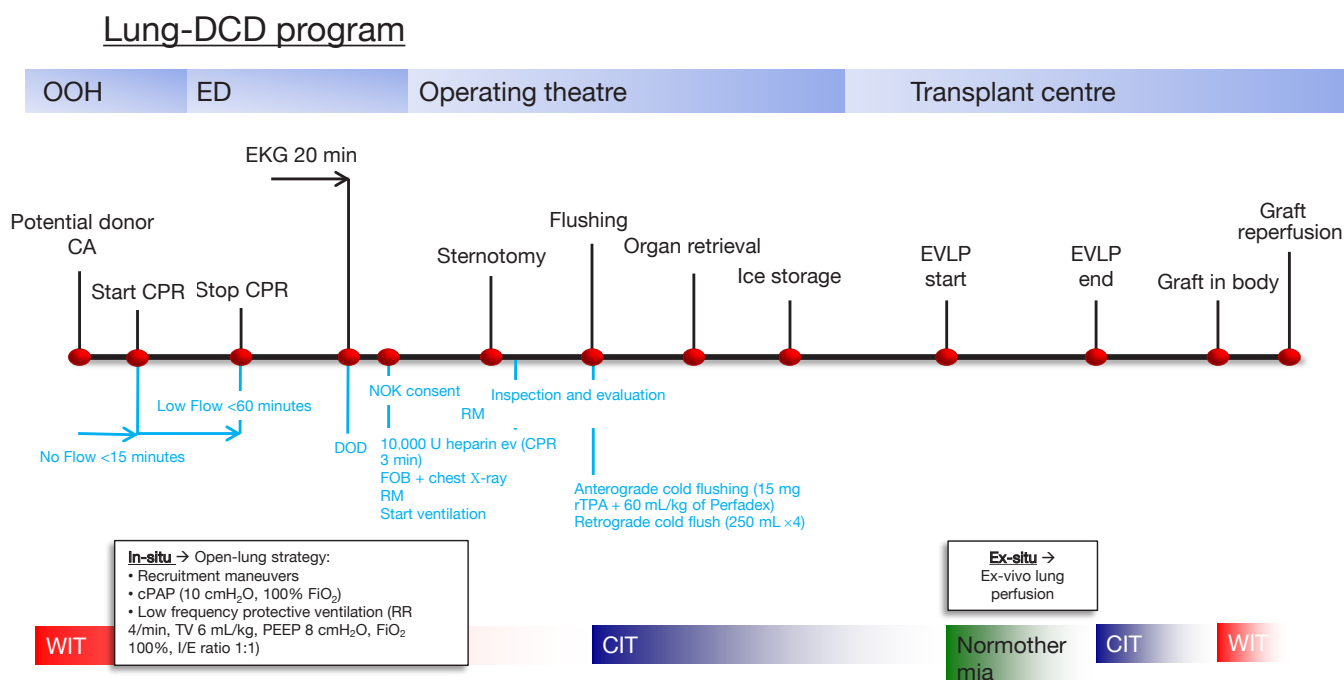 Lung-DCD program
OOH
ED
Operating theatre
Transplant centre
EKG 20 min
Potential donor
CA
Start CPR
Stop CPR
Sternotomy
Flushing
Organ retrieval
Ice storage
EVLP
start
EVLP
end
Graft in body
Graft
reperfusion
No Flow <15 minutes
Low Flow <60 minutes
DOD
NOK consent
RM
Inspection and evaluation
10,000 U heparin ev (CPR
3 min)
FOB + chest X-ray
RM
Start ventilation
Anterograde cold flushing (15 mg
rTPA + 60 mL/kg of Perfadex)
Retrograde cold flush (250 mL ×4)
In-situ → Open-lung strategy:
• Recruitment maneuvers
• cPAP (10 cmH₂O, 100% FiO₂)
• Low frequency protective ventilation (RR
4/min, TV 6 mL/kg, PEEP 8 cmH₂O, FiO₂
100%, I/E ratio 1:1)
Ex-situ →
Ex-vivo lung
perfusion
WIT
CIT
Normother
mia
CIT
WIT